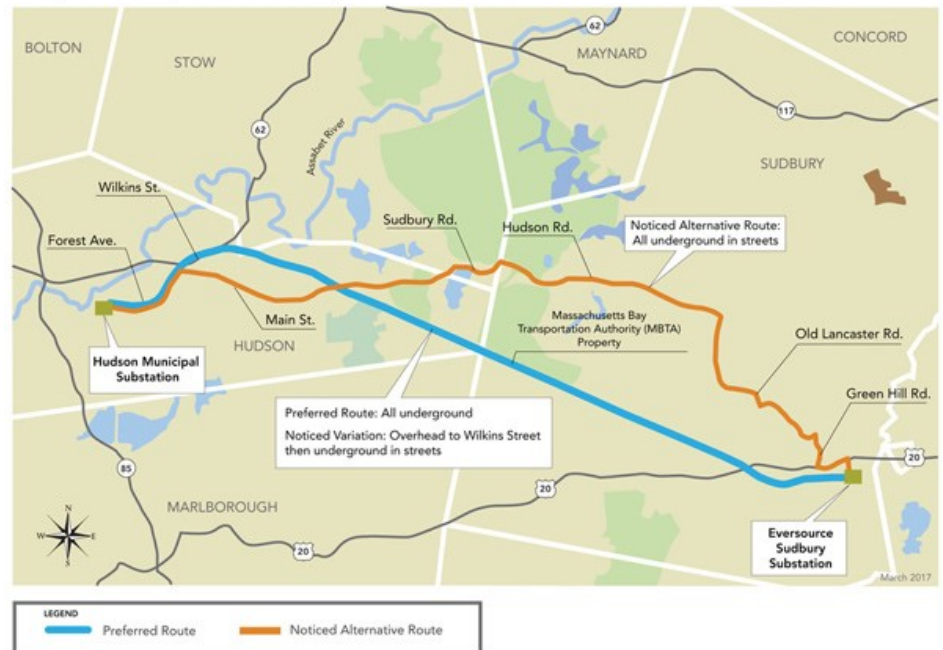 BOLTON
STOW
62
MAYNARD
CONCORD
117
62
Assabet River
SUDBURY
Wilkins St.
Sudbury Rd.
Hudson Rd.
Noticed Alternative Route:
All underground in streets
Forest Ave.
Main St.
Massachusetts Bay
Transportation Authority (MBTA)
Property
Old Lancaster Rd.
HUDSON
Hudson Municipal
Substation
Green Hill Rd.
Preferred Route: All underground
Noticed Variation: Overhead to Wilkins Street
then underground in streets
20
85
20
MARLBOROUGH
N
W E
S
20
Eversource
Sudbury
Substation
March 2017
LEGEND
Preferred Route
Noticed Alternative Route